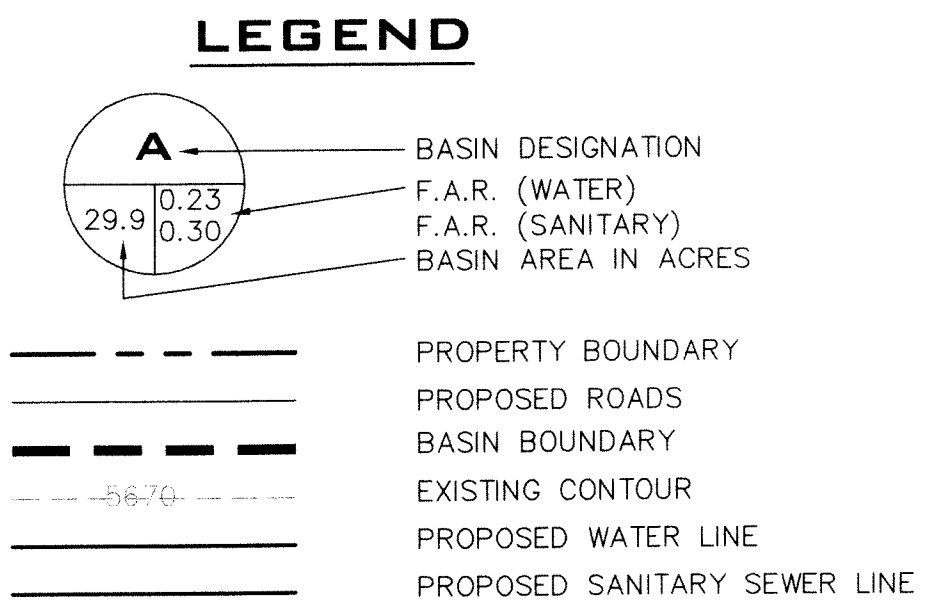 LEGEND
A
BASIN DESIGNATION
29.9
0.23
0.30
F.A.R. (WATER)
F.A.R. (SANITARY)
BASIN AREA IN ACRES
PROPERTY BOUNDARY
PROPOSED ROADS
BASIN BOUNDARY
5670
EXISTING CONTOUR
PROPOSED WATER LINE
PROPOSED SANITARY SEWER LINE